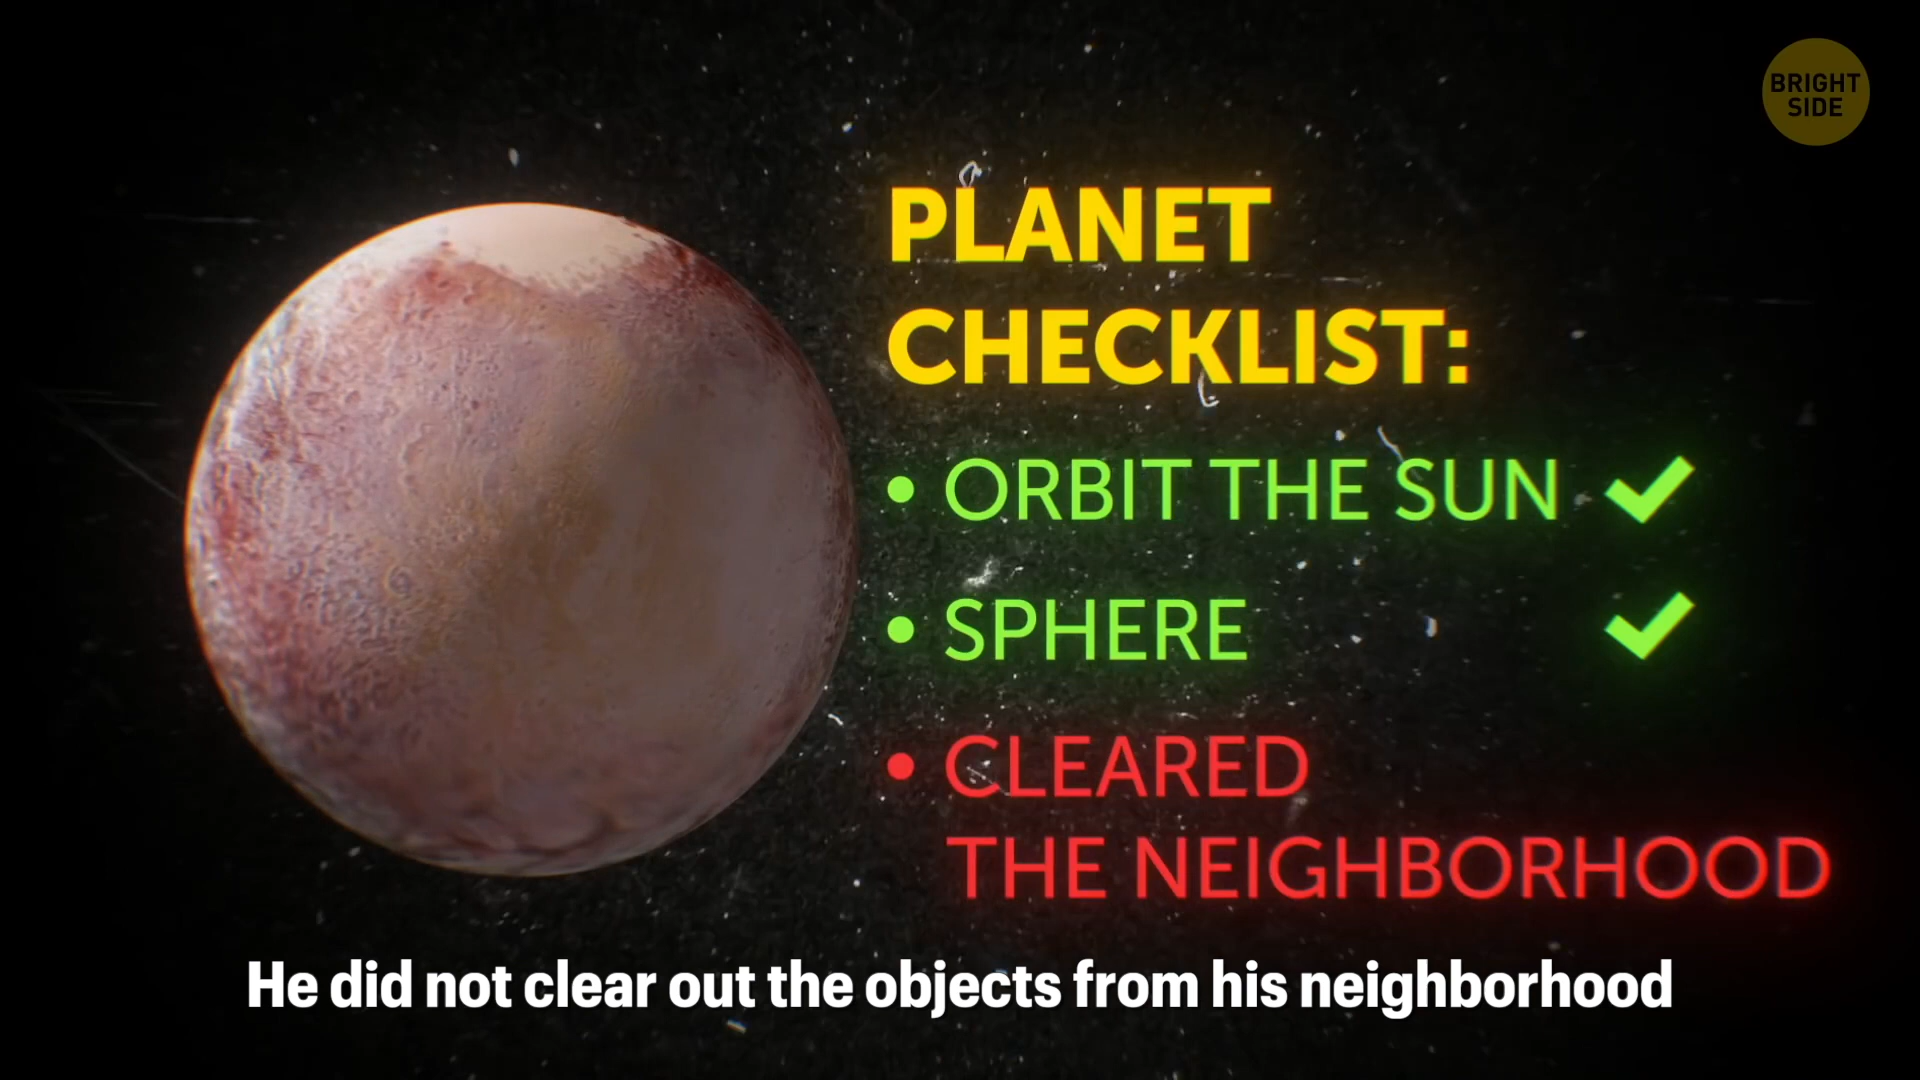 BRIGHT
SIDE
PLANET
CHECKLIST:
• ORBIT THE SUN ✔
• SPHERE ✔
• CLEARED
THE NEIGHBORHOOD
He did not clear out the objects from his neighborhood